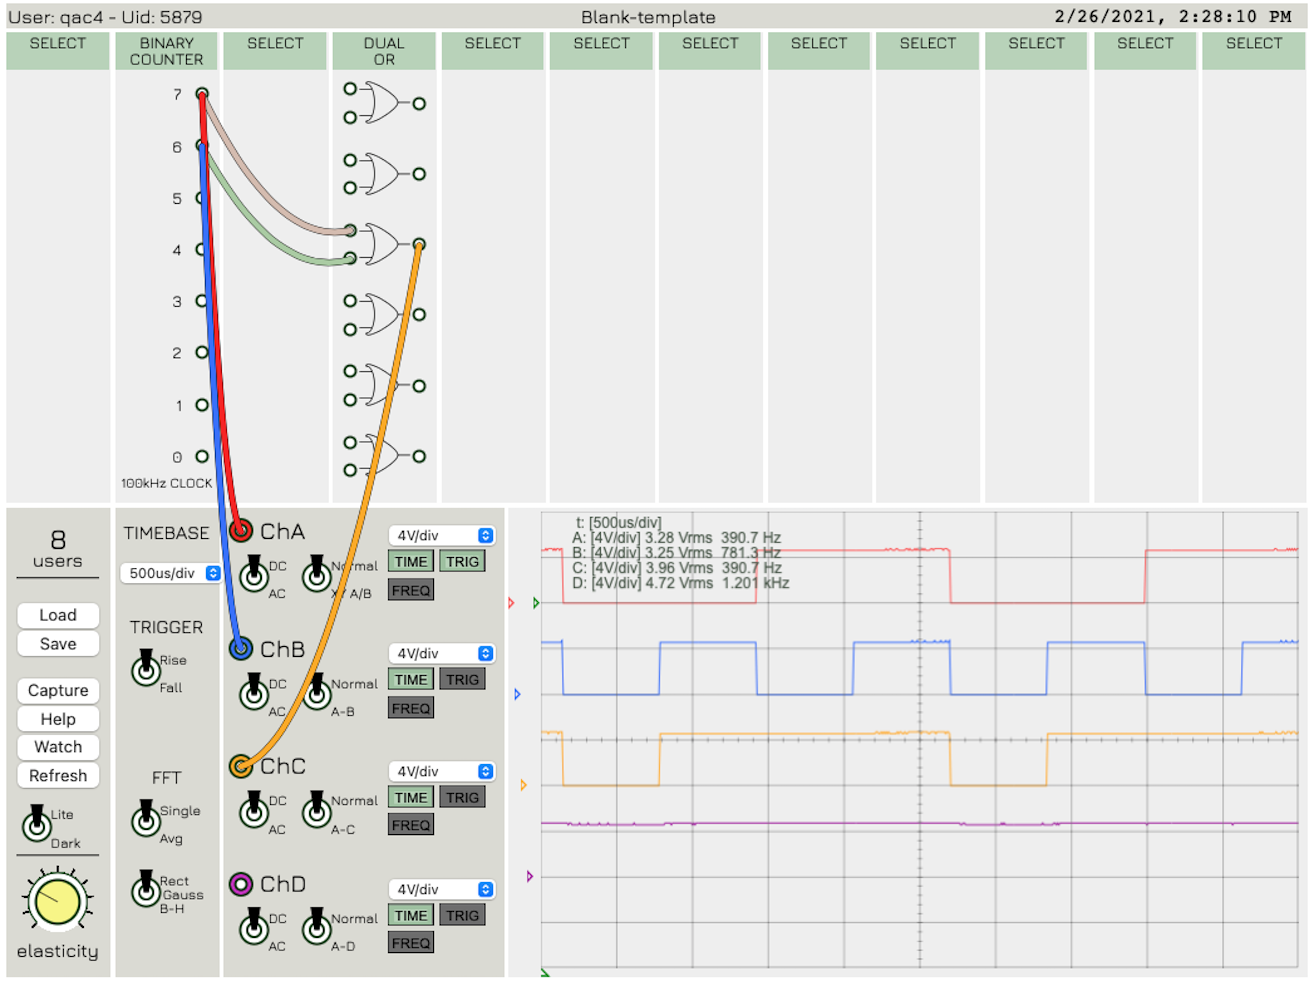 User: qac4 - Uid: 5879
Blank-template
2/26/2021, 2:28:10 PM
SELECT
BINARY
COUNTER
SELECT
DUAL
OR
SELECT
SELECT
SELECT
SELECT
SELECT
SELECT
SELECT
SELECT
7
6
5
4
3
2
1
0
100kHz CLOCK
8
users
Load
Save
Capture
Help
Watch
Refresh
Lite
Dark
elasticity
TIMEBASE
500us/div
TRIGGER
Rise
Fall
FFT
Single
Avg
Rect
Gauss
B-H
ChA
DC
AC
Normal
XY A/B
4V/div
TIME
TRIG
FREQ
ChB
DC
AC
Normal
A-B
4V/div
TIME
TRIG
FREQ
ChC
DC
AC
Normal
A-C
4V/div
TIME
TRIG
FREQ
ChD
DC
AC
Normal
A-D
4V/div
TIME
TRIG
FREQ
t: [500us/div]
A: [4V/div] 3.28 Vrms 390.7 Hz
B: [4V/div] 3.25 Vrms 781.3 Hz
C: [4V/div] 3.96 Vrms 390.7 Hz
D: [4V/div] 4.72 Vrms 1.201 kHz